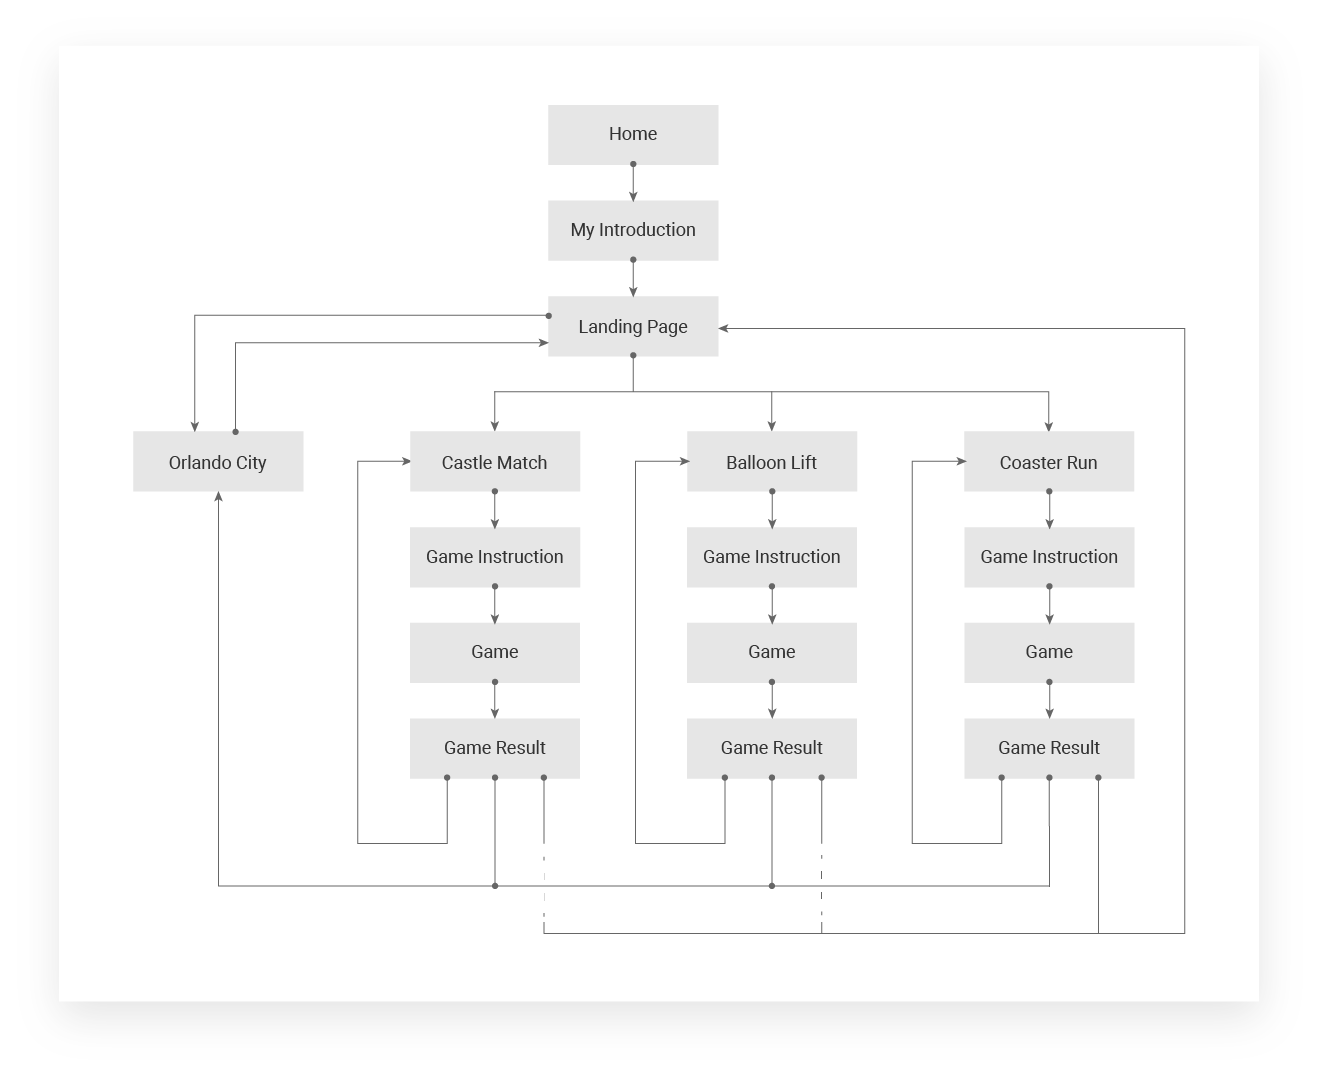 Home
My Introduction
Landing Page
Orlando City
Castle Match
Balloon Lift
Coaster Run
Game Instruction
Game Instruction
Game Instruction
Game
Game
Game
Game Result
Game Result
Game Result